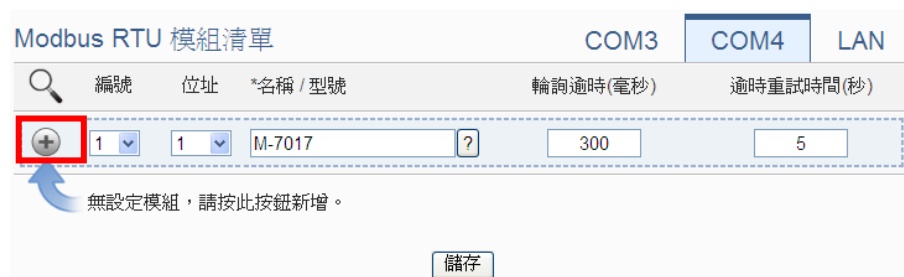 Modbus RTU 模組清單 COM3 COM4 LAN
編號 位址 *名稱 / 型號 輪詢逾時(毫秒) 逾時重試時間(秒)
1 1 M-7017 ? 300 5
無設定模組，請按此按鈕新增。
儲存